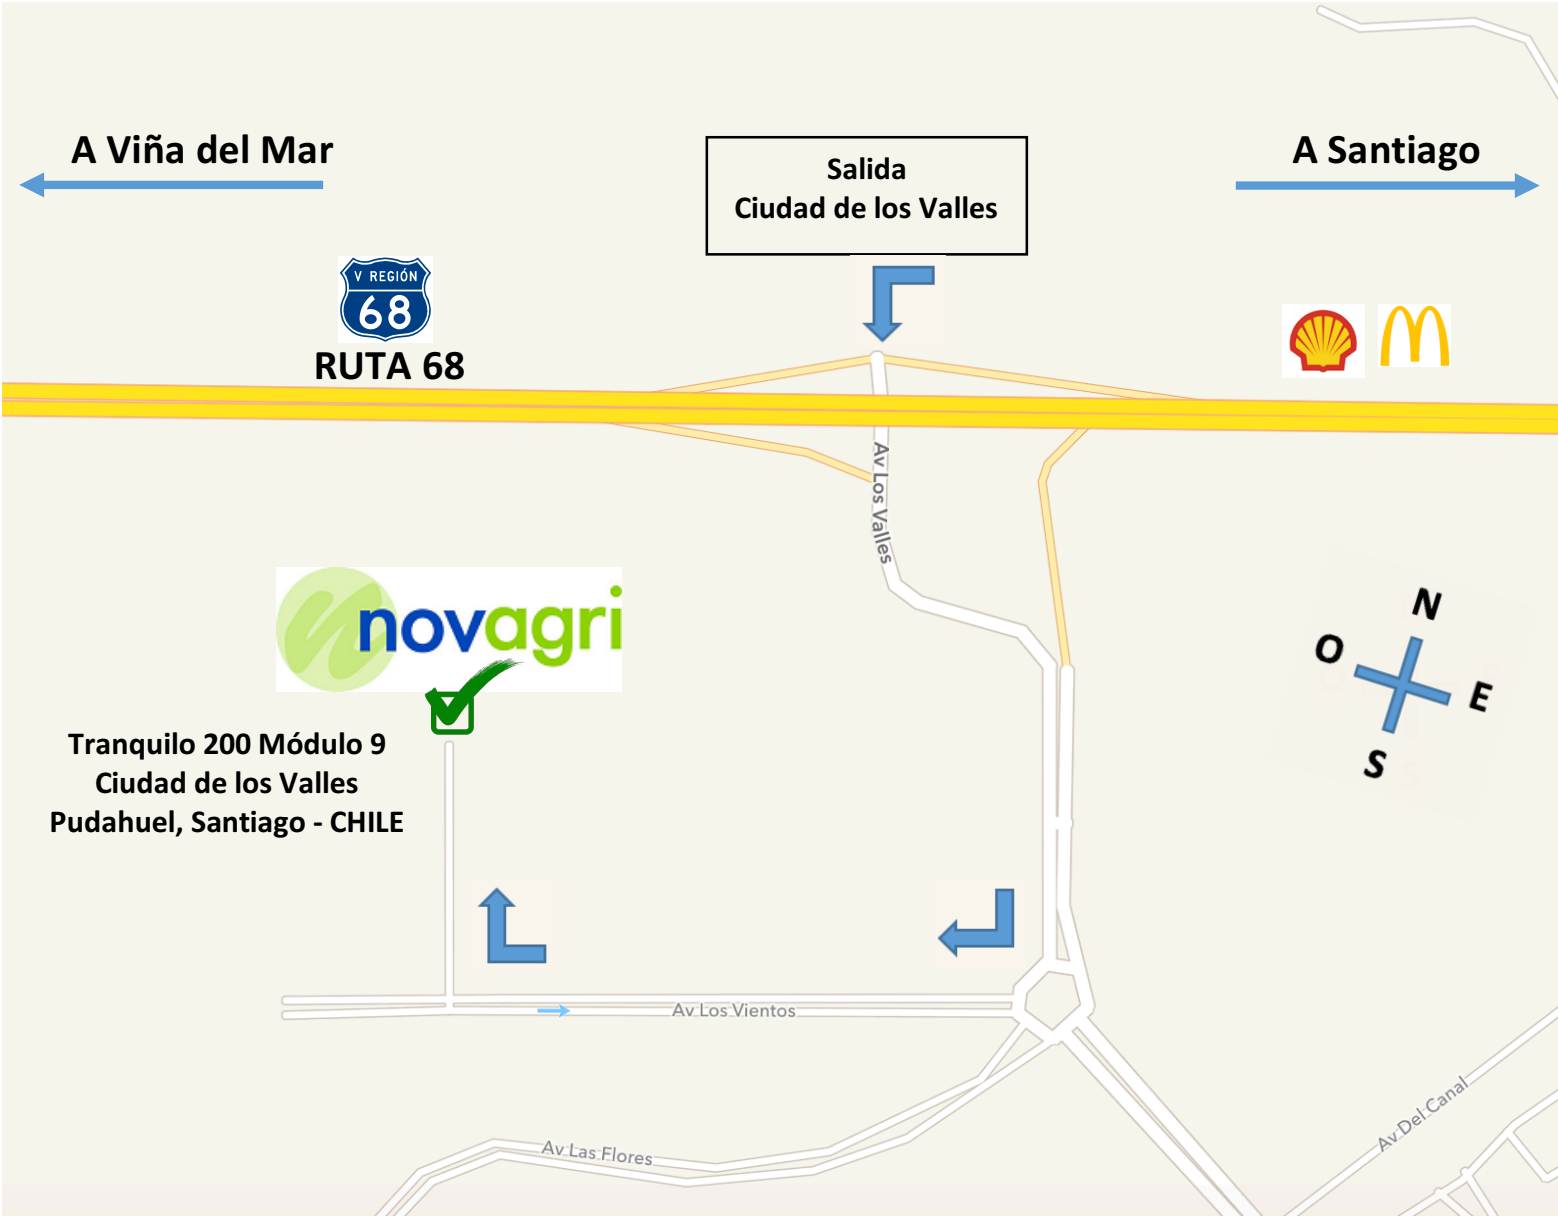 A Viña del Mar
Salida
Ciudad de los Valles
A Santiago
V REGIÓN
68
RUTA 68
Av Los Valles
novagri
N
O
E
S
Tranquilo 200 Módulo 9
Ciudad de los Valles
Pudahuel, Santiago - CHILE
Av Los Vientos
Av Del Canal
Av Las Flores